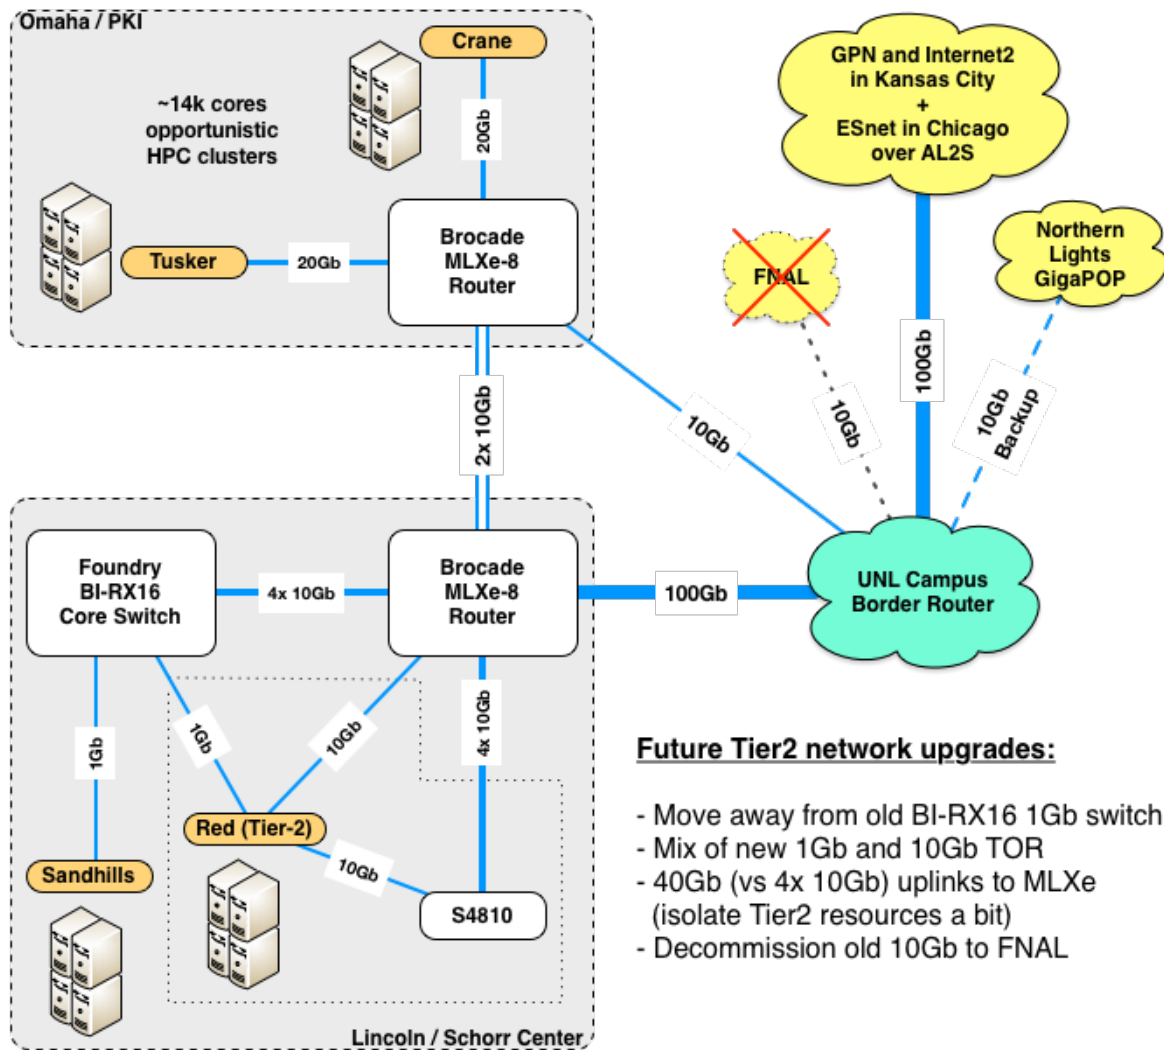 Omaha / PKI
Crane
~14k cores
opportunistic
HPC clusters
20Gb
Tusker
20Gb
Brocade
MLXe-8
Router
GPN and Internet2
in Kansas City
+
ESnet in Chicago
over AL2S
Northern
Lights
GigaPOP
FNAL
100Gb
10Gb
10Gb
10Gb
Backup
2x 10Gb
Foundry
BI-RX16
Core Switch
4x 10Gb
Brocade
MLXe-8
Router
100Gb
UNL Campus
Border Router
1Gb
1Gb
10Gb
4x 10Gb
Red (Tier-2)
10Gb
Sandhills
S4810
Lincoln / Schorr Center
Future Tier2 network upgrades:
- Move away from old BI-RX16 1Gb switch
- Mix of new 1Gb and 10Gb TOR
- 40Gb (vs 4x 10Gb) uplinks to MLXe
(isolate Tier2 resources a bit)
- Decommission old 10Gb to FNAL